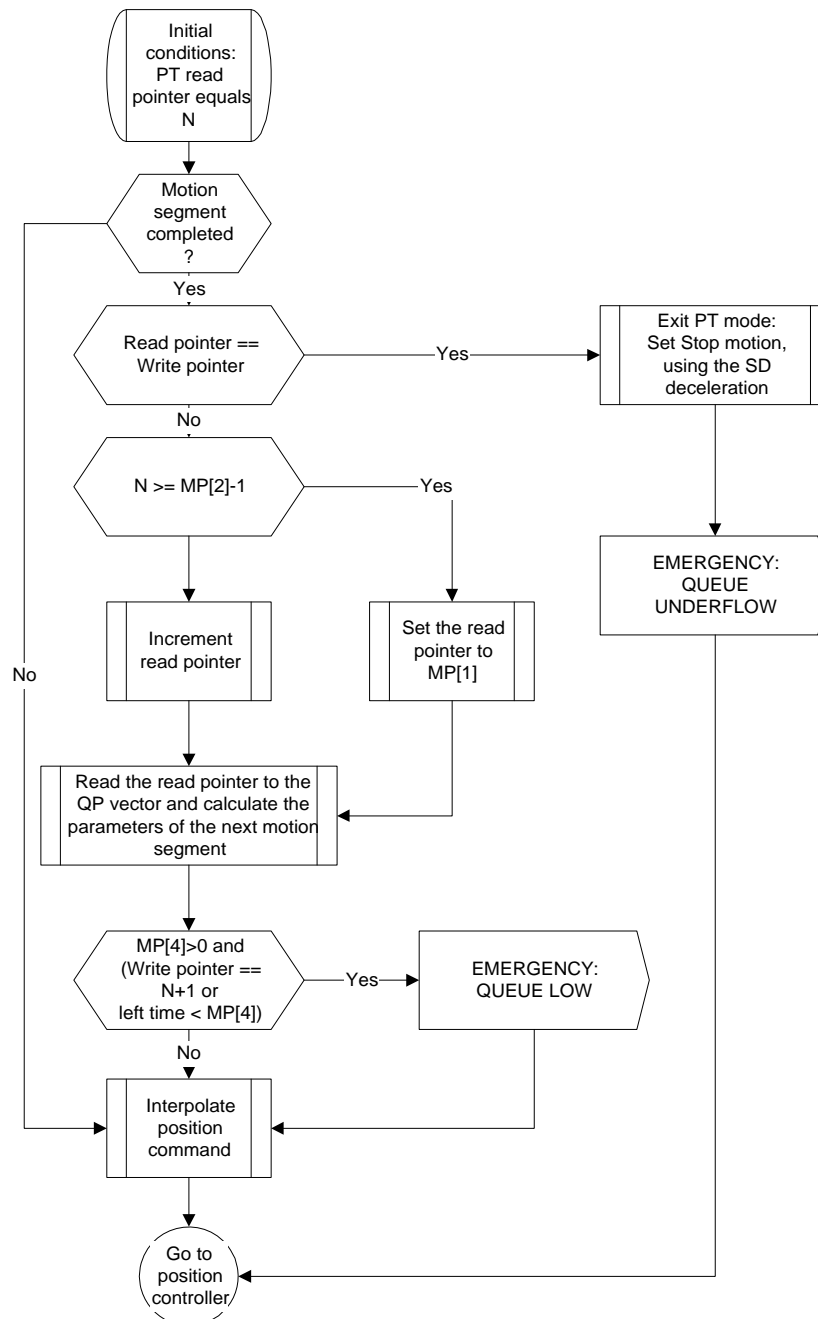 Initial
conditions:
PT read
pointer equals
N
Motion
segment
completed
?
Yes
Read pointer ==
Write pointer
Yes
Exit PT mode:
Set Stop motion,
using the SD
deceleration
No
N >= MP[2]-1
Yes
EMERGENCY:
QUEUE
UNDERFLOW
Increment
read pointer
Set the read
pointer to
MP[1]
No
Read the read pointer to the
QP vector and calculate the
parameters of the next motion
segment
MP[4]>0 and
(Write pointer ==
N+1 or
left time < MP[4])
Yes
EMERGENCY:
QUEUE LOW
No
Interpolate
position
command
Go to
position
controller